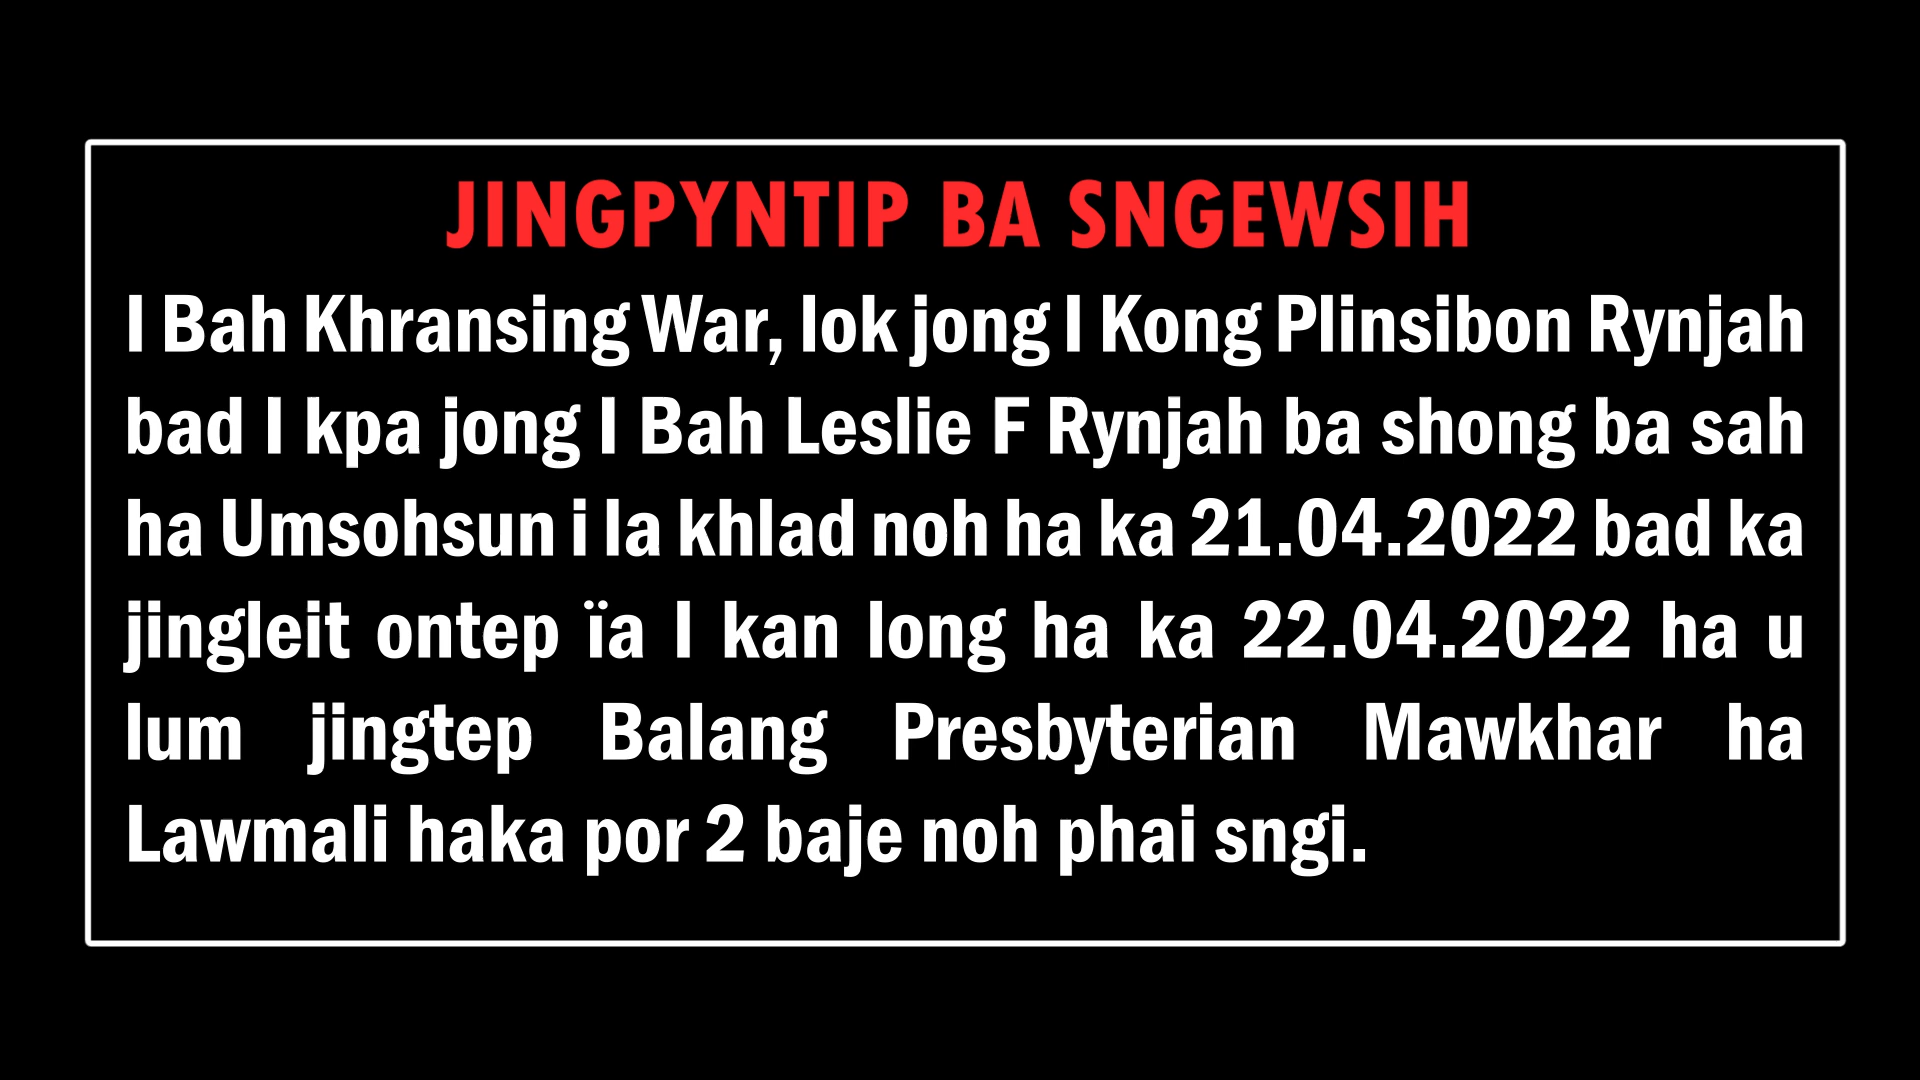 JINGPYNTIP BA SNGEWSIH
I Bah Khransing War, lok jong I Kong Plinsibon Rynjah
bad I kpa jong I Bah Leslie F Rynjah ba shong ba sah
ha Umsohsun i la khlad noh ha ka 21.04.2022 bad ka
jingleit ontep ïa I kan long ha ka 22.04.2022 ha u
lum jingtep Balang Presbyterian Mawkhar ha
Lawmali haka por 2 baje noh phai sngi.